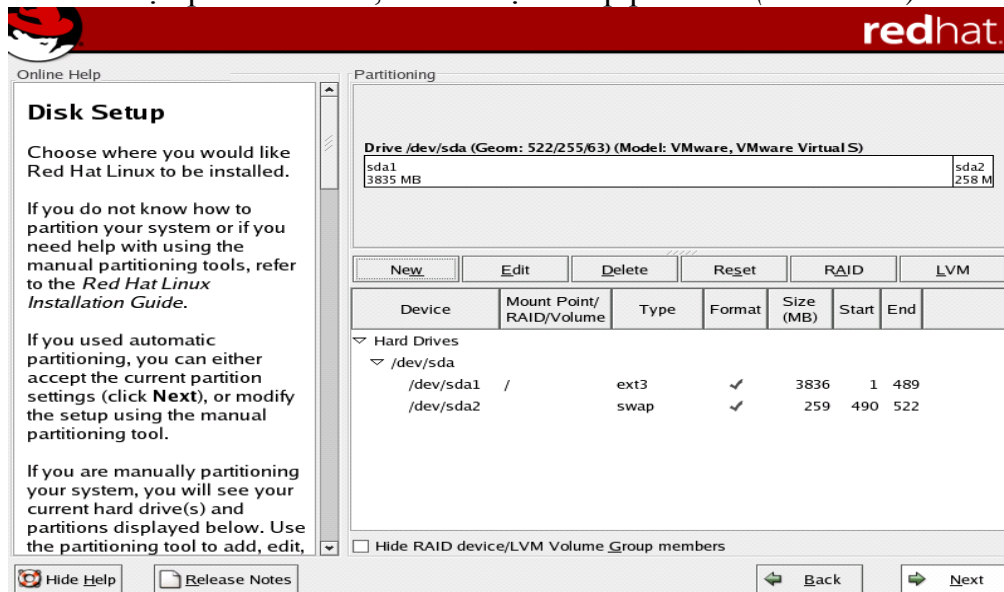 redhat.
Online Help
Disk Setup
Choose where you would like
Red Hat Linux to be installed.
If you do not know how to
partition your system or if you
need help with using the
manual partitioning tools, refer
to the Red Hat Linux
Installation Guide.
If you used automatic
partitioning, you can either
accept the current partition
settings (click Next), or modify
the setup using the manual
partitioning tool.
If you are manually partitioning
your system, you will see your
current hard drive(s) and
partitions displayed below. Use
the partitioning tool to add, edit,
Partitioning
Drive /dev/sda (Geom: 522/255/63) (Model: VMware, VMware Virtual S)
sda1 sda2
3835 MB 258 M
New Edit Delete Reset RAID LVM
Device Mount Point/ RAID/Volume Type Format Size (MB) Start End
Hard Drives
/dev/sda
/dev/sda1 / ext3 3836 1 489
/dev/sda2 swap 259 490 522
Hide RAID device/LVM Volume Group members
Hide Help Release Notes Back Next